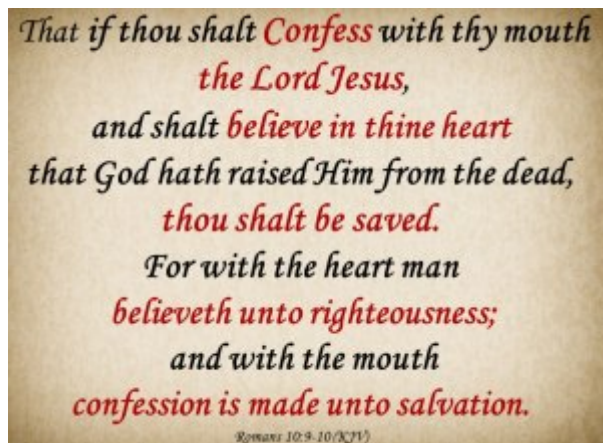 That if thou shalt Confess with thy mouth
the Lord Jesus,
and shalt believe in thine heart
that God hath raised Him from the dead,
thou shalt be saved.
For with the heart man
believeth unto righteousness;
and with the mouth
confession is made unto salvation.
Romans 10:9-10(KJV)